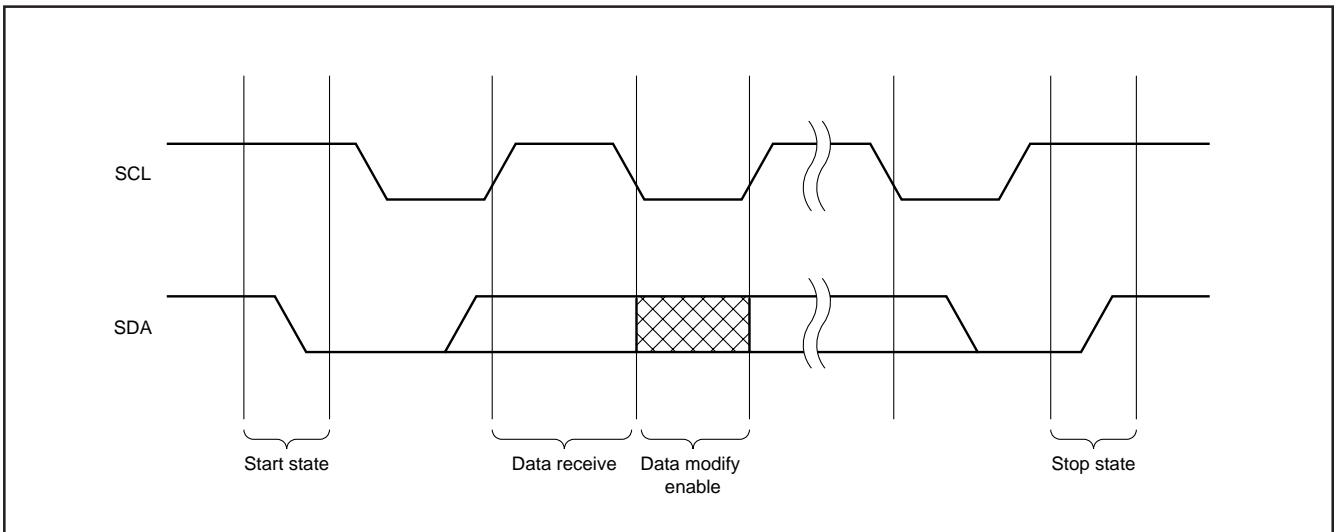 SCL
SDA
Start state
Data receive
Data modify
enable
Stop state